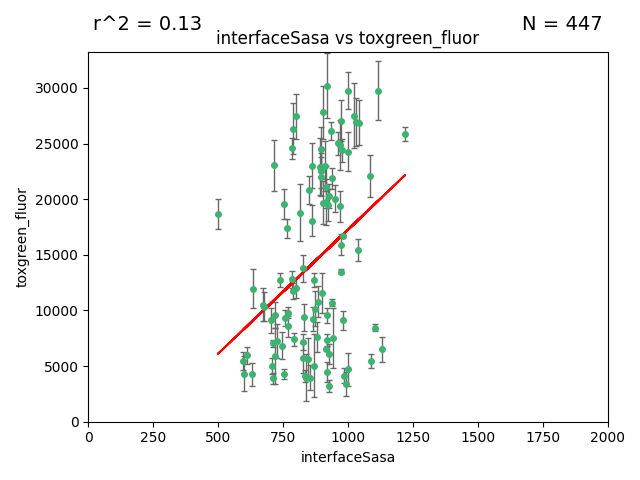 r^2 = 0.13
N = 447
interfaceSasa vs toxgreen_fluor
30000
25000
20000
15000
10000
5000
0
toxgreen_fluor
0 250 500 750 1000 1250 1500 1750 2000
interfaceSasa